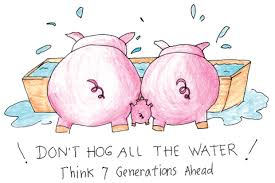 ! DON'T HOG ALL THE WATER!
Think 7 Generations Ahead